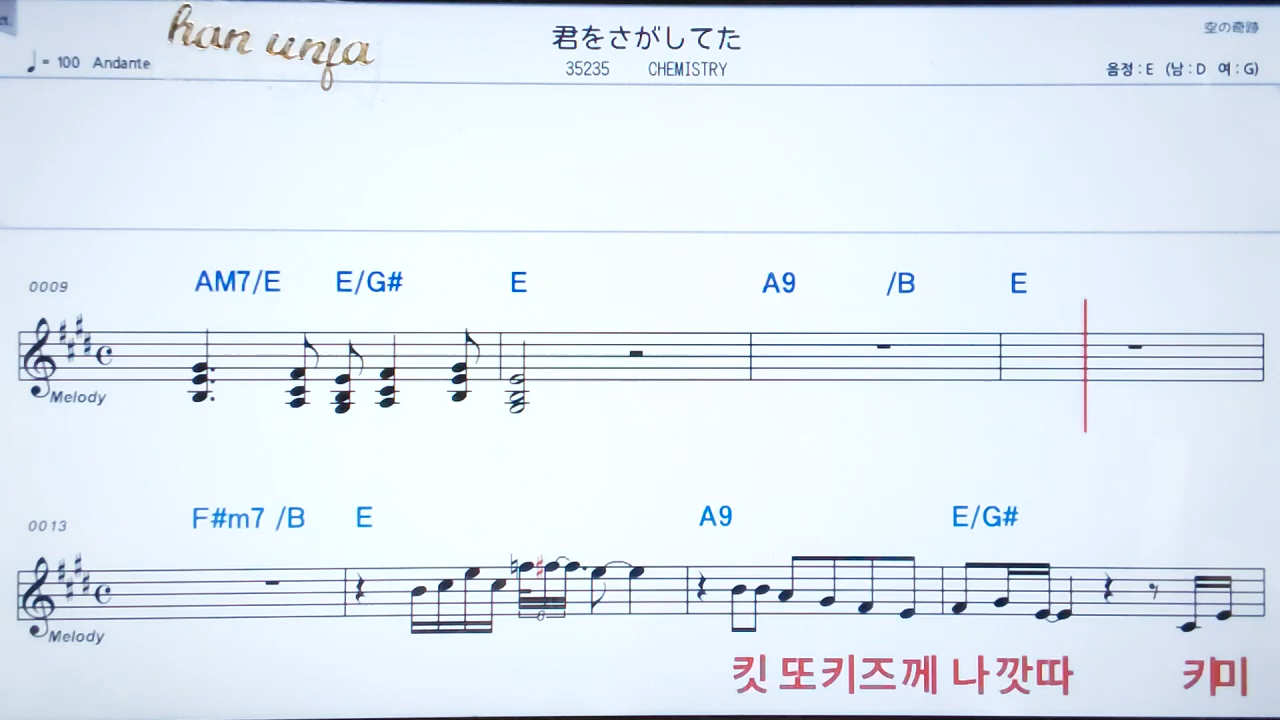 han unfa
君をさがしてた
空の奇跡
♩= 100 Andante
35235 CHEMISTRY
음정 : E (남 : D 여 : G)
0009 AM7/E E/G# E A9 /B E
Melody
0013 F#m7 /B E A9 E/G#
6
Melody
킷 또키즈께 나깟따 키미